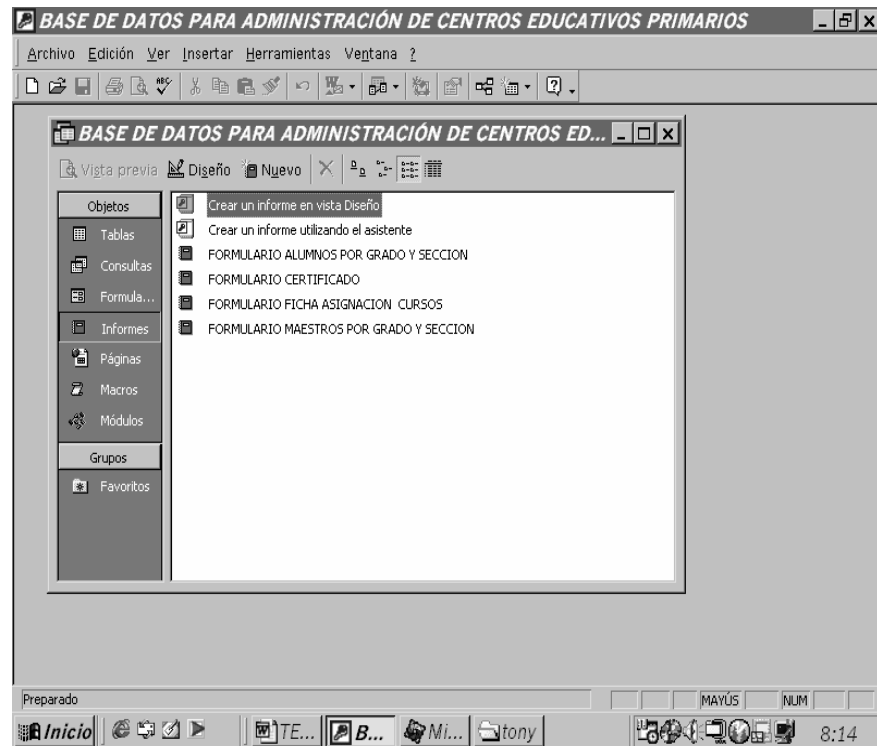 BASE DE DATOS PARA ADMINISTRACIÓN DE CENTROS EDUCATIVOS PRIMARIOS
Archivo Edición Ver Insertar Herramientas Ventana ?
BASE DE DATOS PARA ADMINISTRACIÓN DE CENTROS ED...
Vista previa Diseño Nuevo
Objetos
Tablas
Consultas
Formula...
Informes
Páginas
Macros
Módulos
Grupos
Favoritos
Crear un informe en vista Diseño
Crear un informe utilizando el asistente
FORMULARIO ALUMNOS POR GRADO Y SECCION
FORMULARIO CERTIFICADO
FORMULARIO FICHA ASIGNACION CURSOS
FORMULARIO MAESTROS POR GRADO Y SECCION
Preparado MAYÚS NUM
Inicio TE... B... Mi... tony 8:14